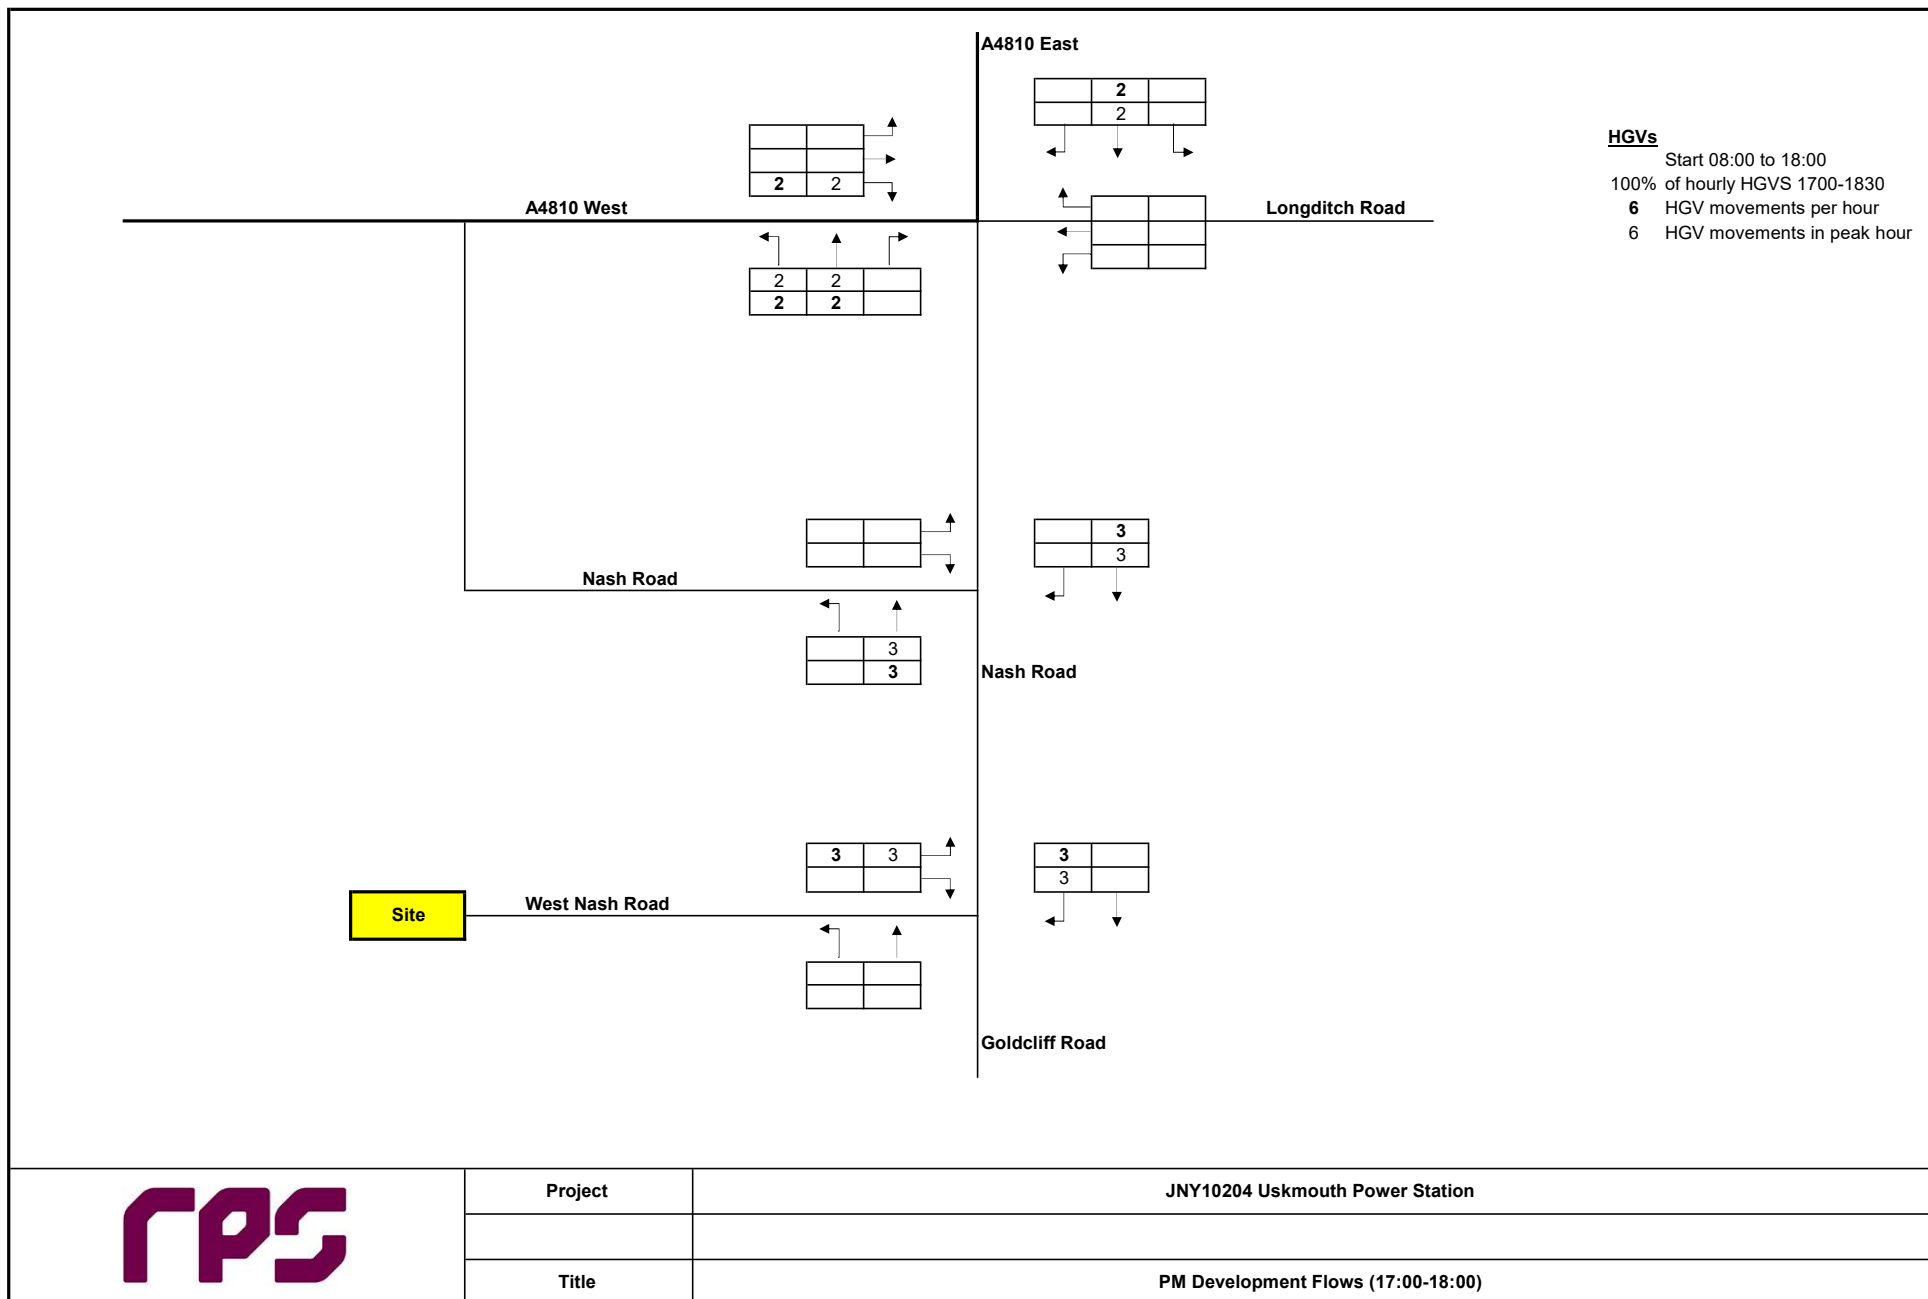 A4810 East
2
2
HGVs
Start 08:00 to 18:00
2 2
100% of hourly HGVS 1700-1830
A4810 West
Longditch Road
6 HGV movements per hour
6 HGV movements in peak hour
2 2
2 2
3
3
Nash Road
3
3
Nash Road
3 3
3
3
Site
West Nash Road
Goldcliff Road
rps
Project
JNY10204 Uskmouth Power Station
Title
PM Development Flows (17:00-18:00)